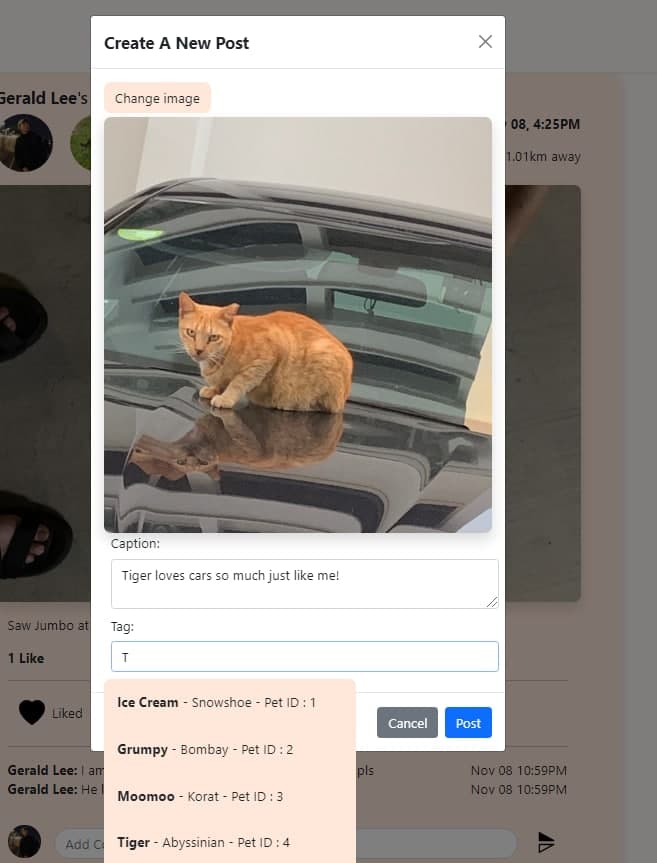 Create A New Post
Gerald Lee's
Change image
08, 4:25PM
1.01km away
Caption:
Tiger loves cars so much just like me!
Saw Jumbo at
Tag:
T
1 Like
Ice Cream - Snowshoe - Pet ID : 1
Liked
Cancel
Post
Grumpy - Bombay - Pet ID : 2
Gerald Lee: I am
pls
Nov 08 10:59PM
Gerald Lee: He
Nov 08 10:59PM
Moomoo - Korat - Pet ID : 3
Tiger - Abyssinian - Pet ID : 4
Add